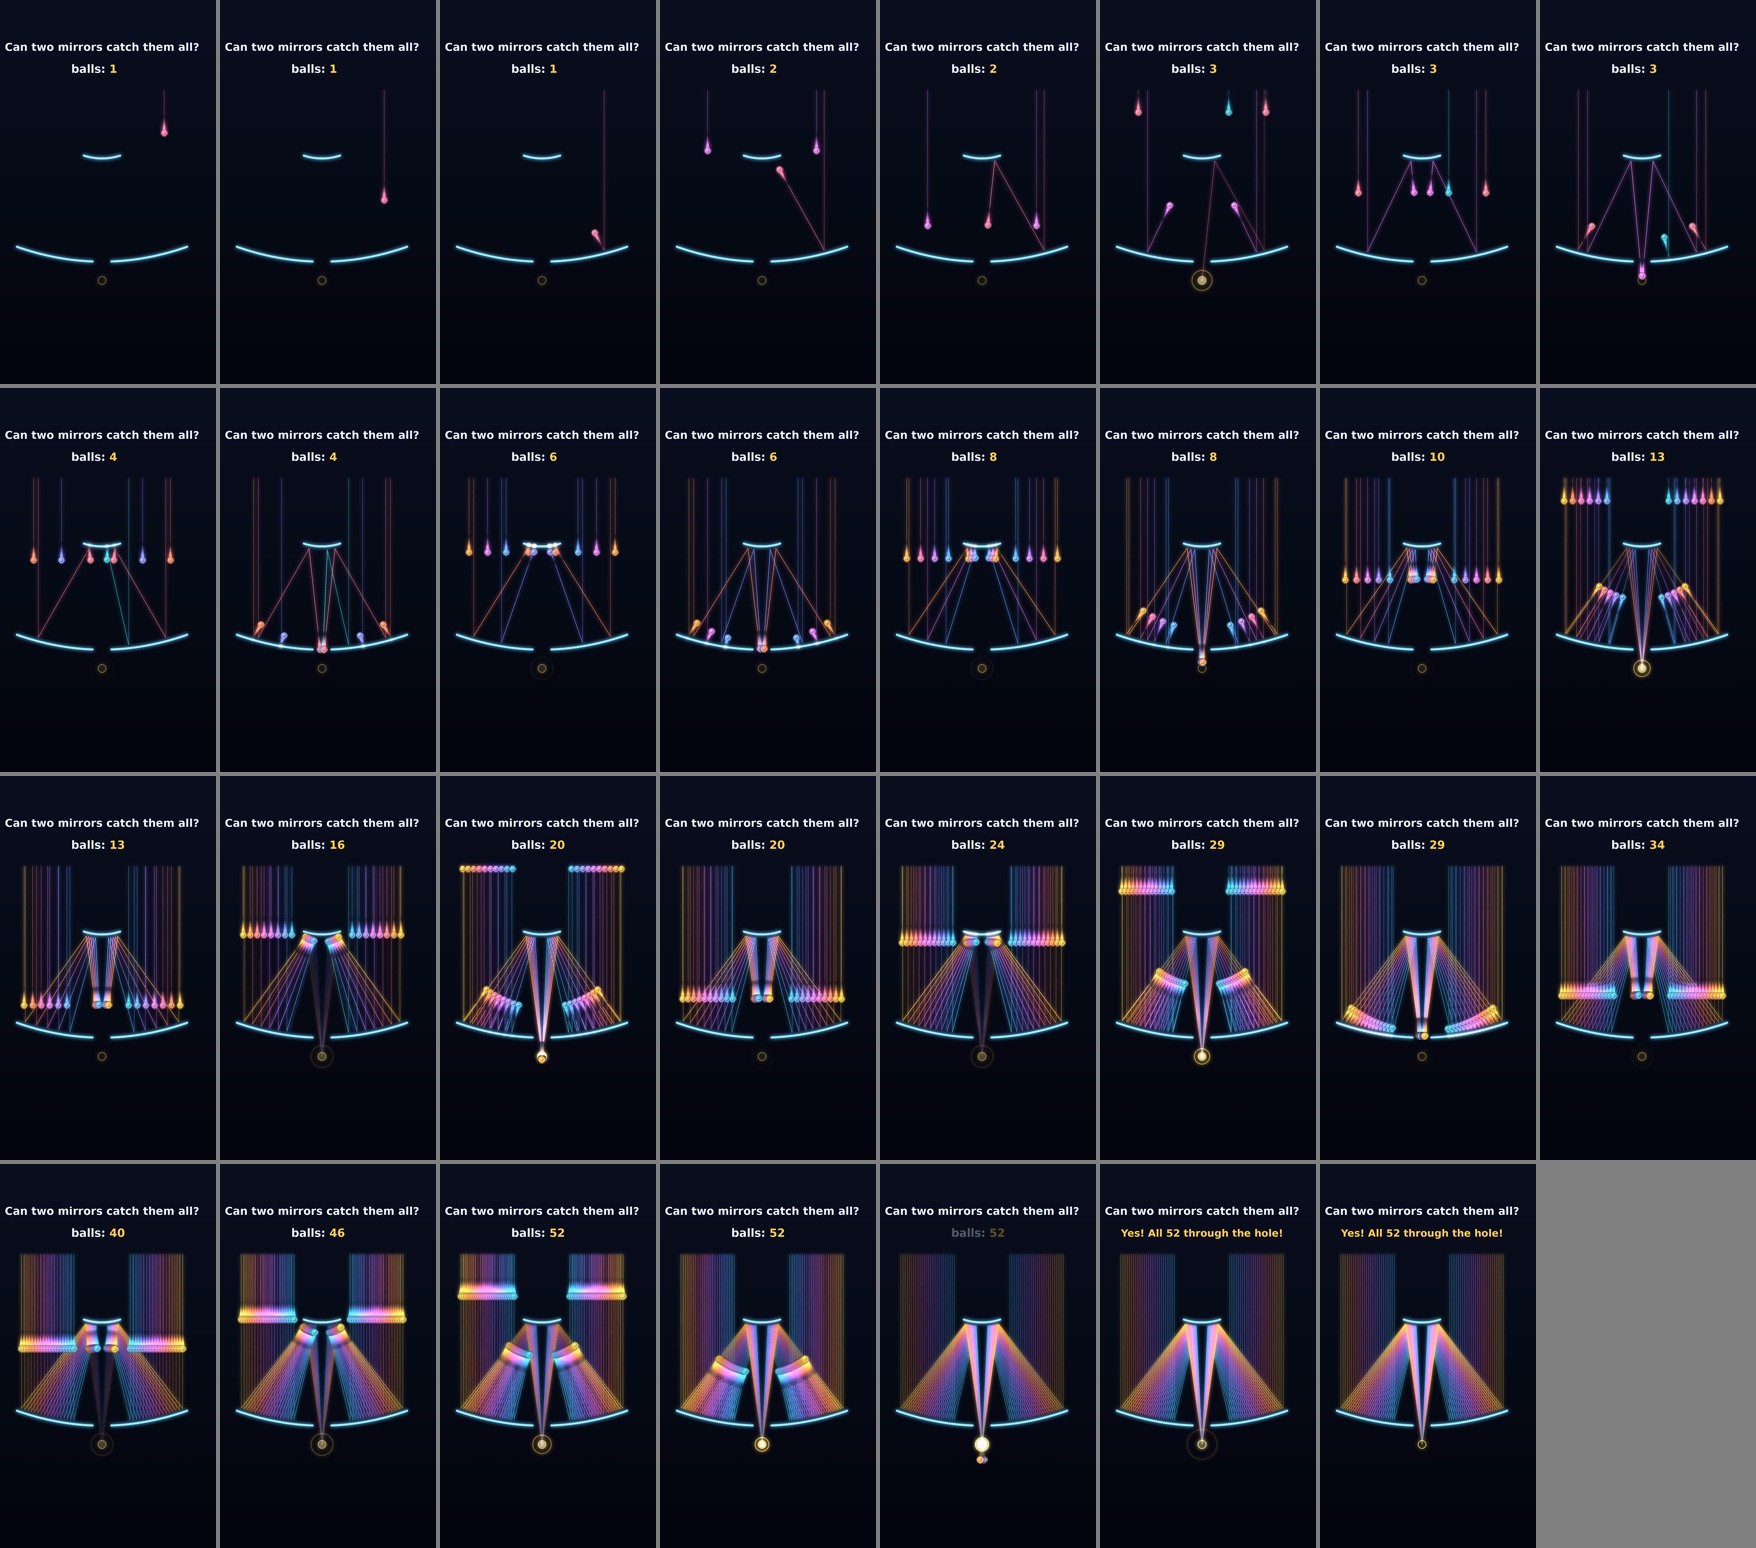 Can two mirrors catch them all? Can two mirrors catch them all? Can two mirrors catch them all? Can two mirrors catch them all? Can two mirrors catch them all? Can two mirrors catch them all? Can two mirrors catch them all? Can two mirrors catch them all?
balls: 1 balls: 1 balls: 1 balls: 2 balls: 2 balls: 3 balls: 3 balls: 3
Can two mirrors catch them all? Can two mirrors catch them all? Can two mirrors catch them all? Can two mirrors catch them all? Can two mirrors catch them all? Can two mirrors catch them all? Can two mirrors catch them all? Can two mirrors catch them all?
balls: 4 balls: 4 balls: 6 balls: 6 balls: 8 balls: 8 balls: 10 balls: 13
Can two mirrors catch them all? Can two mirrors catch them all? Can two mirrors catch them all? Can two mirrors catch them all? Can two mirrors catch them all? Can two mirrors catch them all? Can two mirrors catch them all? Can two mirrors catch them all?
balls: 13 balls: 16 balls: 20 balls: 20 balls: 24 balls: 29 balls: 29 balls: 34
Can two mirrors catch them all? Can two mirrors catch them all? Can two mirrors catch them all? Can two mirrors catch them all? Can two mirrors catch them all? Can two mirrors catch them all? Can two mirrors catch them all?
balls: 40 balls: 46 balls: 52 balls: 52 balls: 52 Yes! All 52 through the hole! Yes! All 52 through the hole!